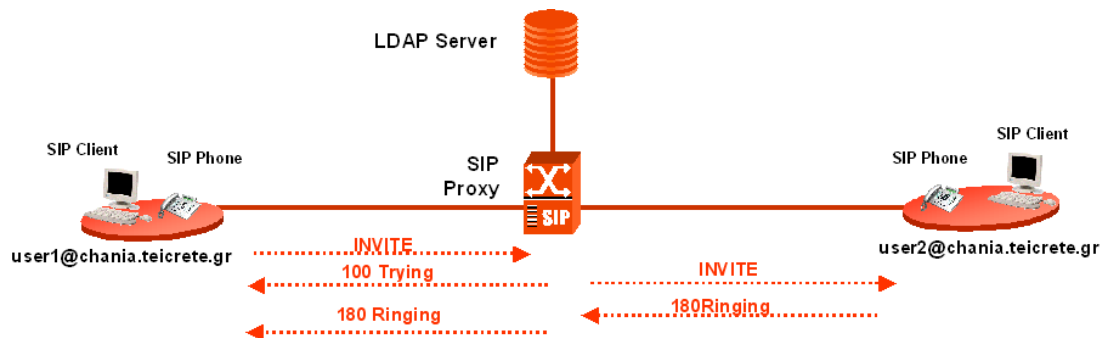 LDAP Server
SIP Client
SIP Phone
SIP
Proxy
SIP
SIP Client
SIP Phone
user1@chania.teicrete.gr
user2@chania.teicrete.gr
INVITE
100 Trying
INVITE
180 Ringing
180Ringing